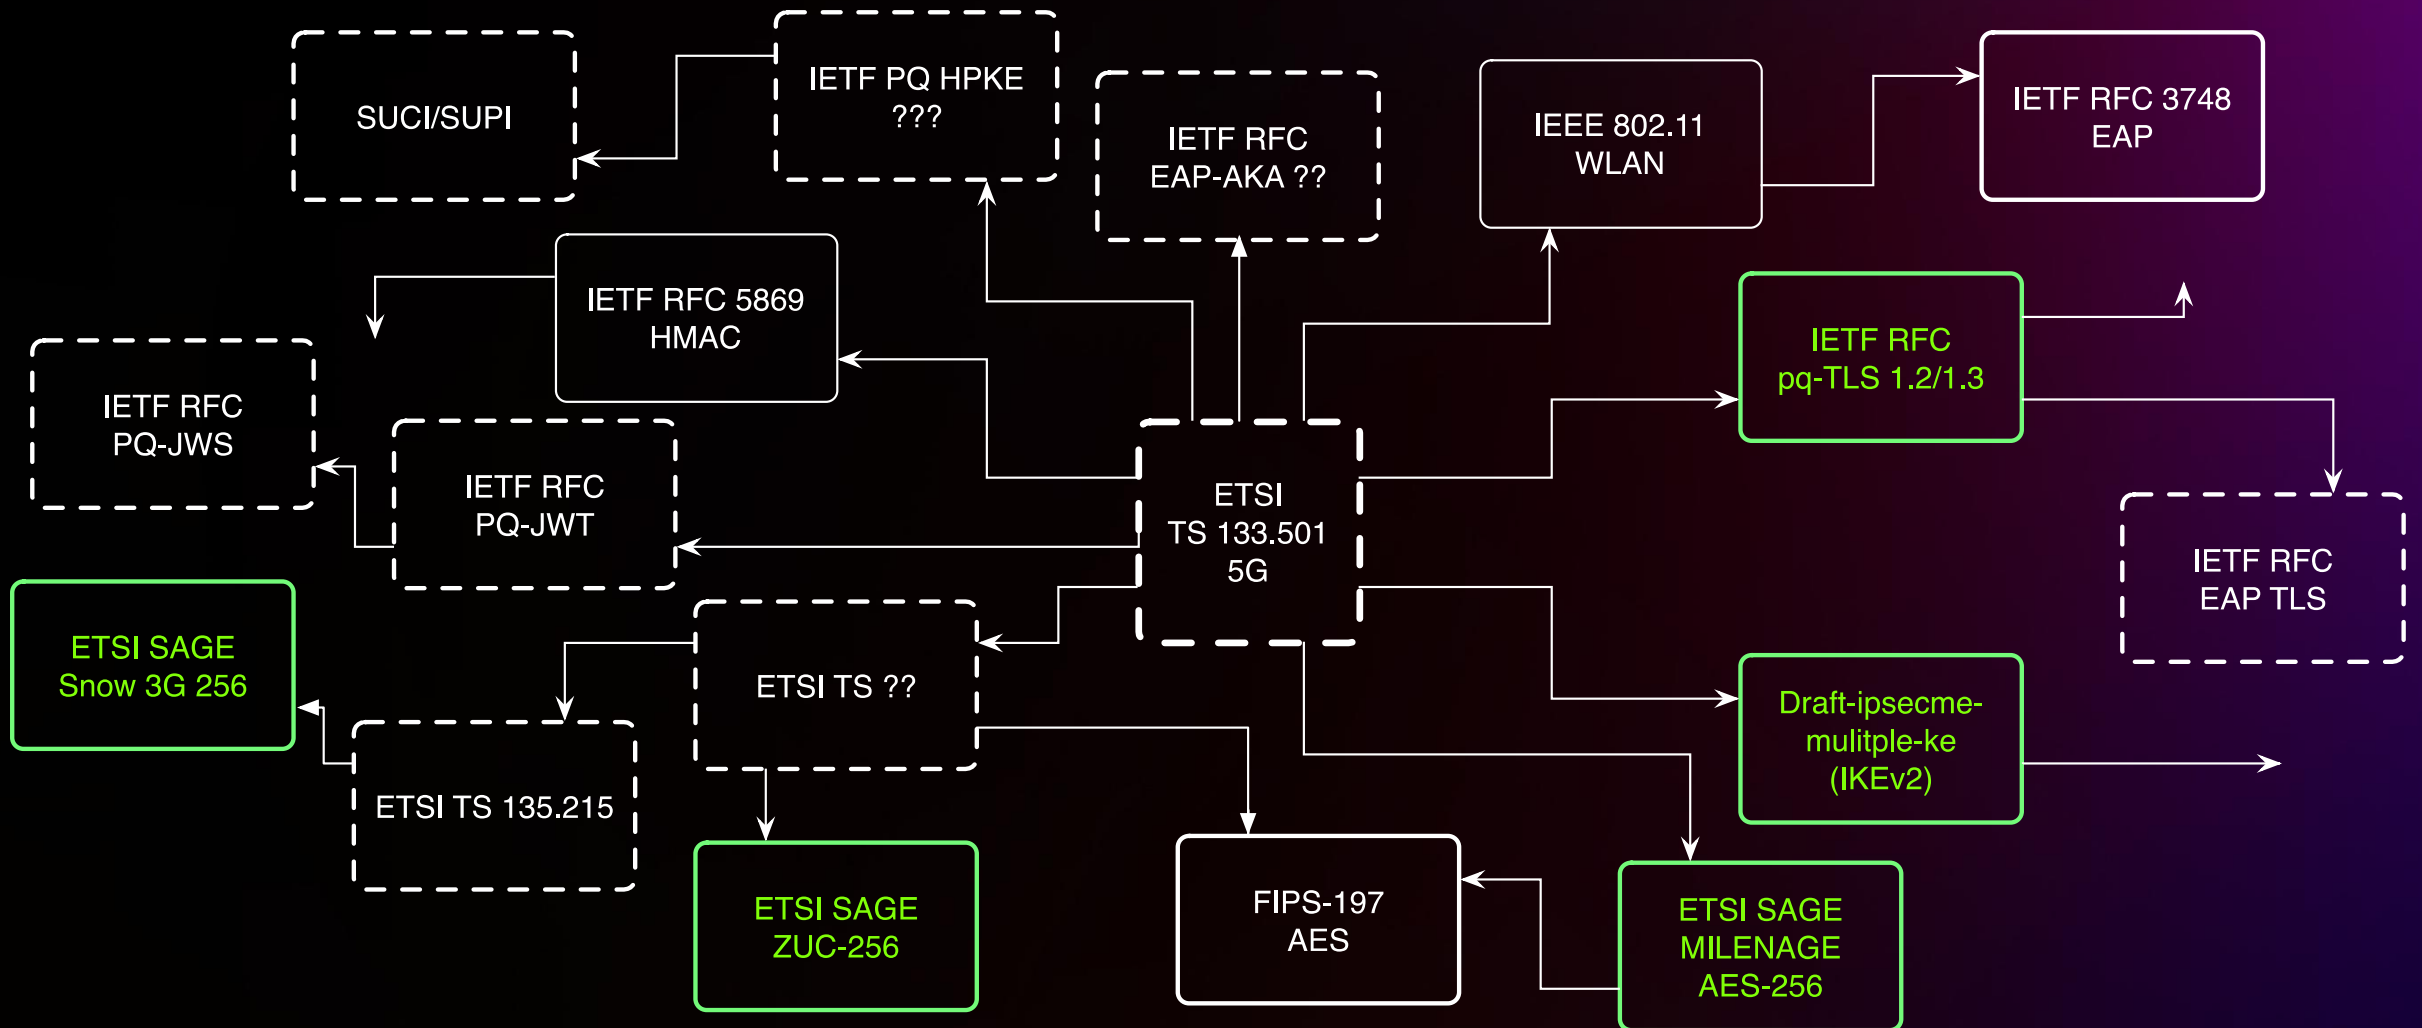 SUCI/SUPI
IETF PQ HPKE
???
IETF RFC
EAP-AKA ??
IEEE 802.11
WLAN
IETF RFC 3748
EAP
IETF RFC 5869
HMAC
IETF RFC
pq-TLS 1.2/1.3
IETF RFC
PQ-JWS
IETF RFC
PQ-JWT
ETSI
TS 133.501
5G
IETF RFC
EAP TLS
ETSI SAGE
Snow 3G 256
ETSI TS ??
Draft-ipsecme-
mulitple-ke
(IKEv2)
ETSI TS 135.215
ETSI SAGE
ZUC-256
FIPS-197
AES
ETSI SAGE
MILENAGE
AES-256